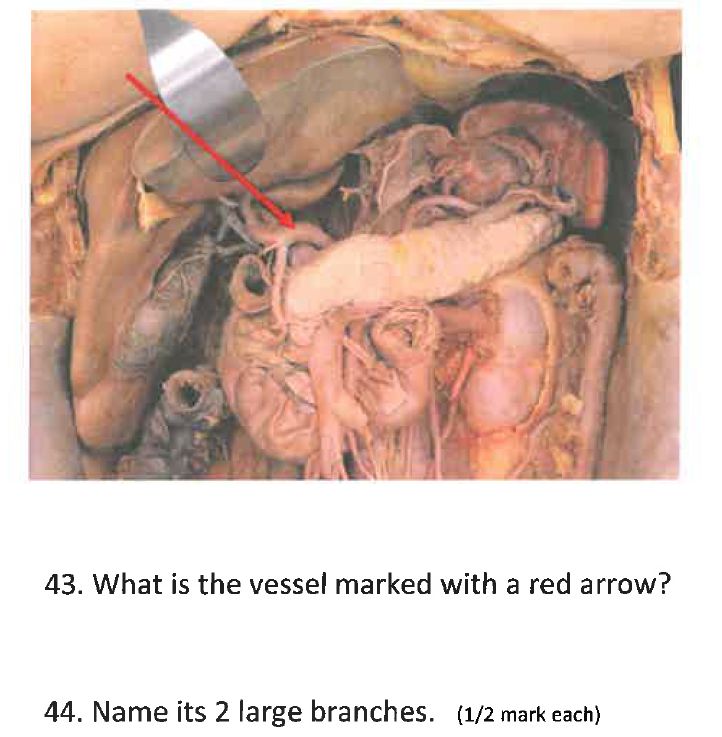 43. What is the vessel marked with a red arrow?
44. Name its 2 large branches. (1/2 mark each)